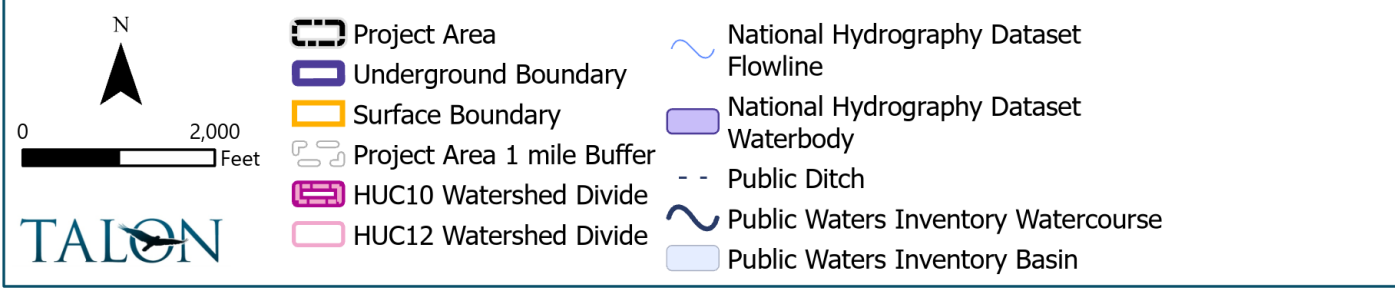 N
0 2,000
Feet
TALON
Project Area
Underground Boundary
Surface Boundary
Project Area 1 mile Buffer
HUC10 Watershed Divide
HUC12 Watershed Divide
National Hydrography Dataset
Flowline
National Hydrography Dataset
Waterbody
Public Ditch
Public Waters Inventory Watercourse
Public Waters Inventory Basin